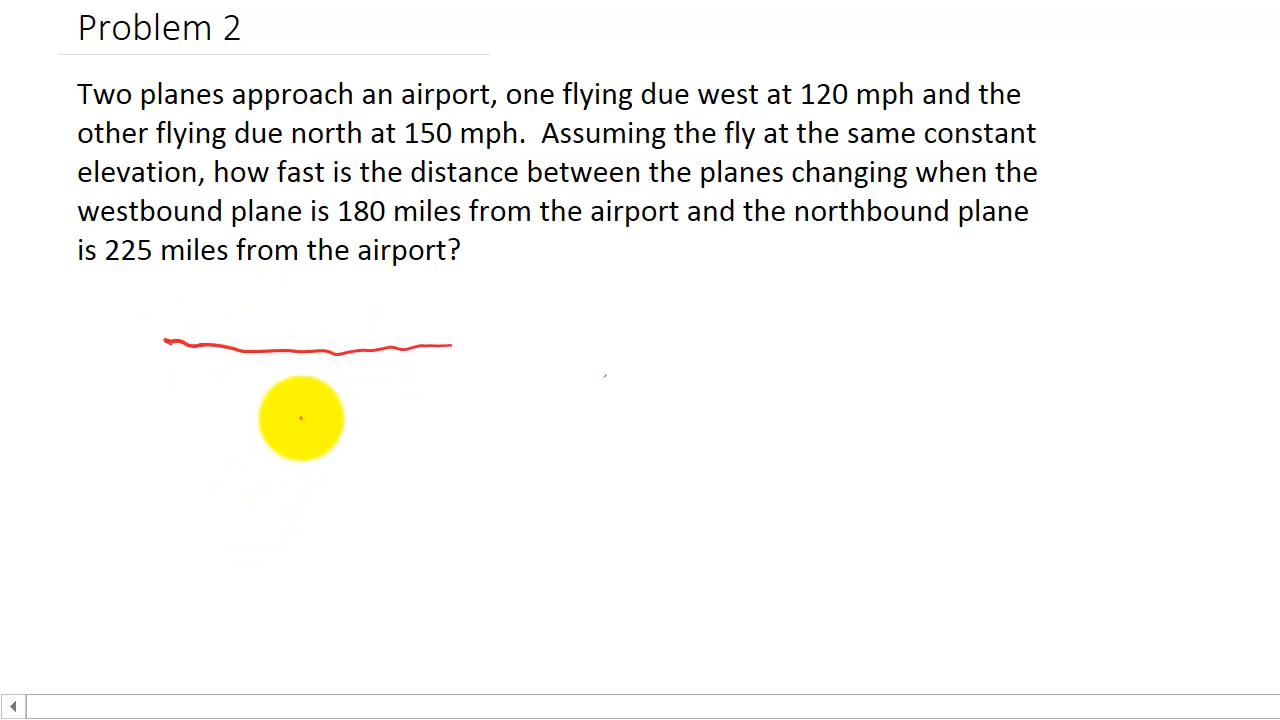 Problem 2
Two planes approach an airport, one flying due west at 120 mph and the
other flying due north at 150 mph.  Assuming the fly at the same constant
elevation, how fast is the distance between the planes changing when the
westbound plane is 180 miles from the airport and the northbound plane
is 225 miles from the airport?